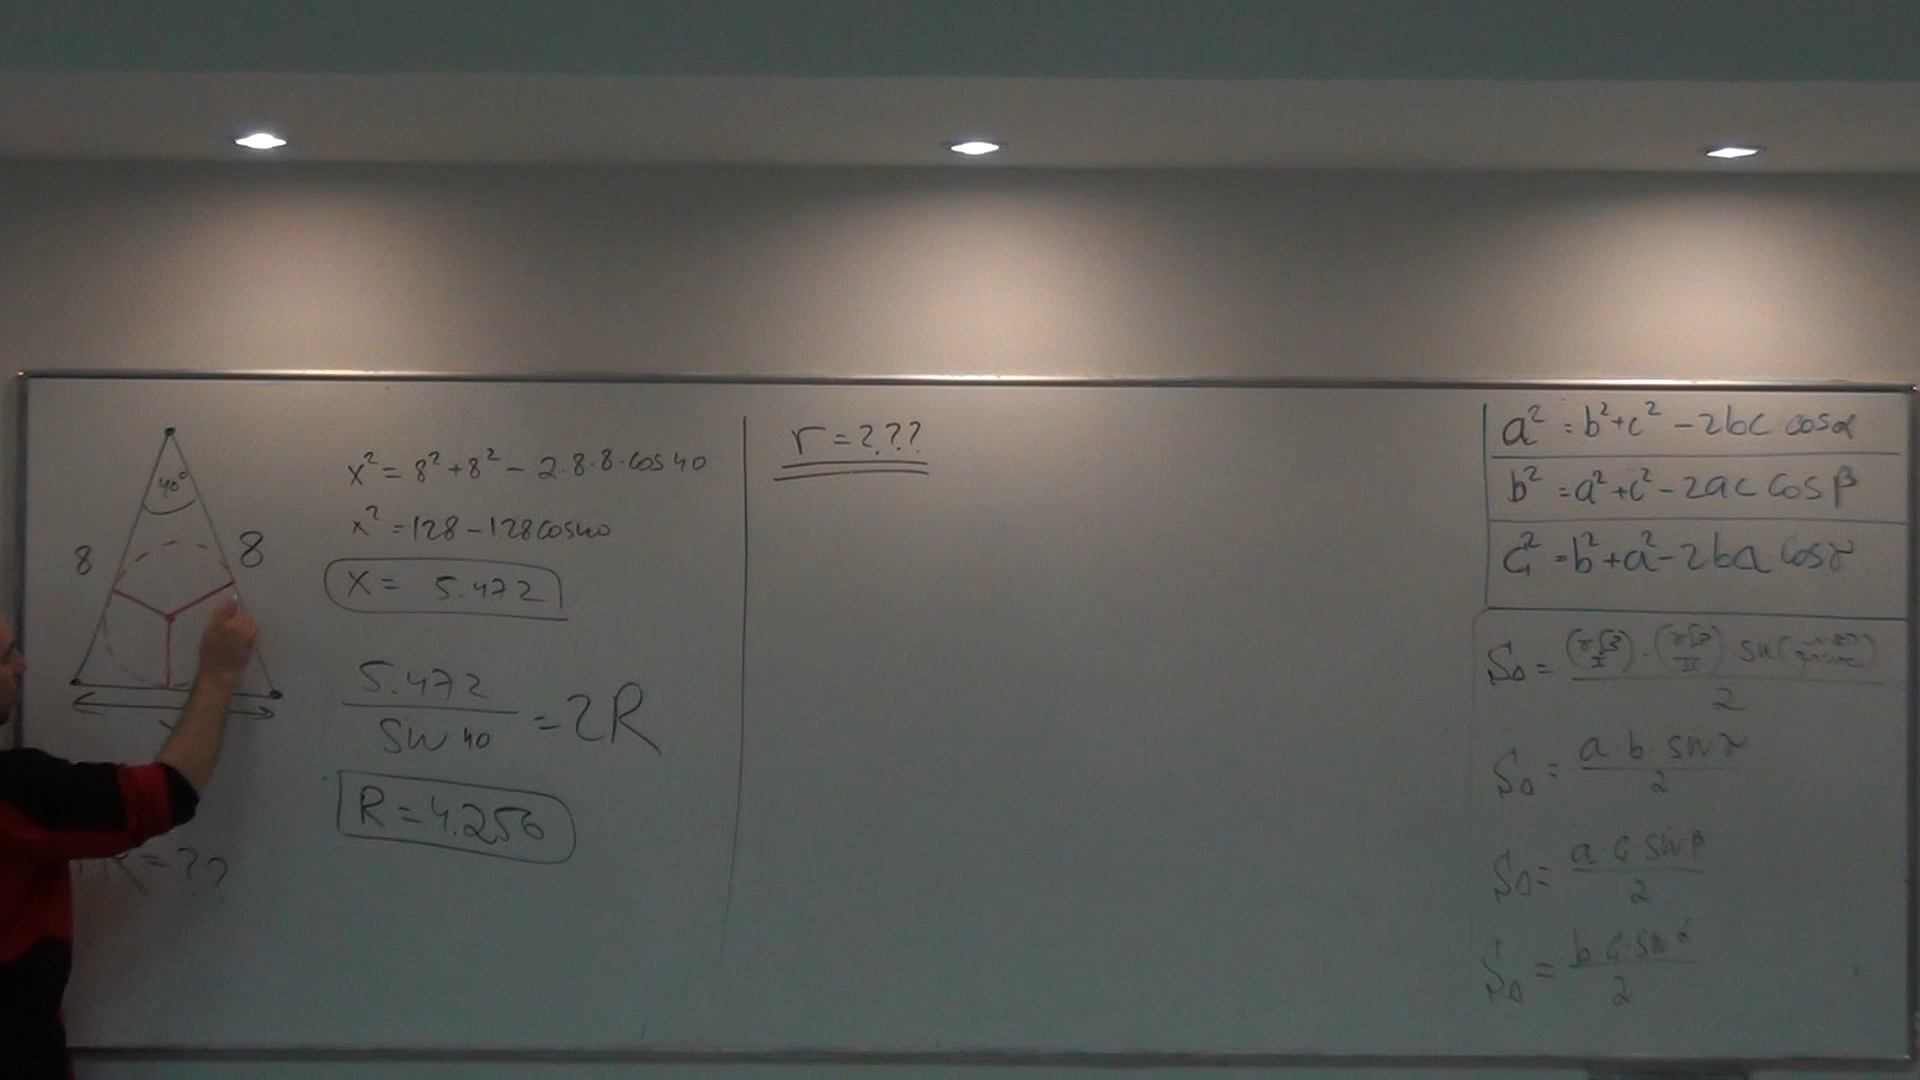 40°
8
8
x² = 8² + 8² - 2·8·8·cos 40
x² = 128 - 128 cos 40
x = 5.472
5.472 / sin 40 = 2R
R = 4.256
R = ??
r = ???
a² = b² + c² - 2bc cos α
b² = a² + c² - 2ac cos β
c² = b² + a² - 2ba cos γ
S△ = a·b·sin γ / 2
S△ = a·c·sin β / 2
S△ = b·c·sin α / 2